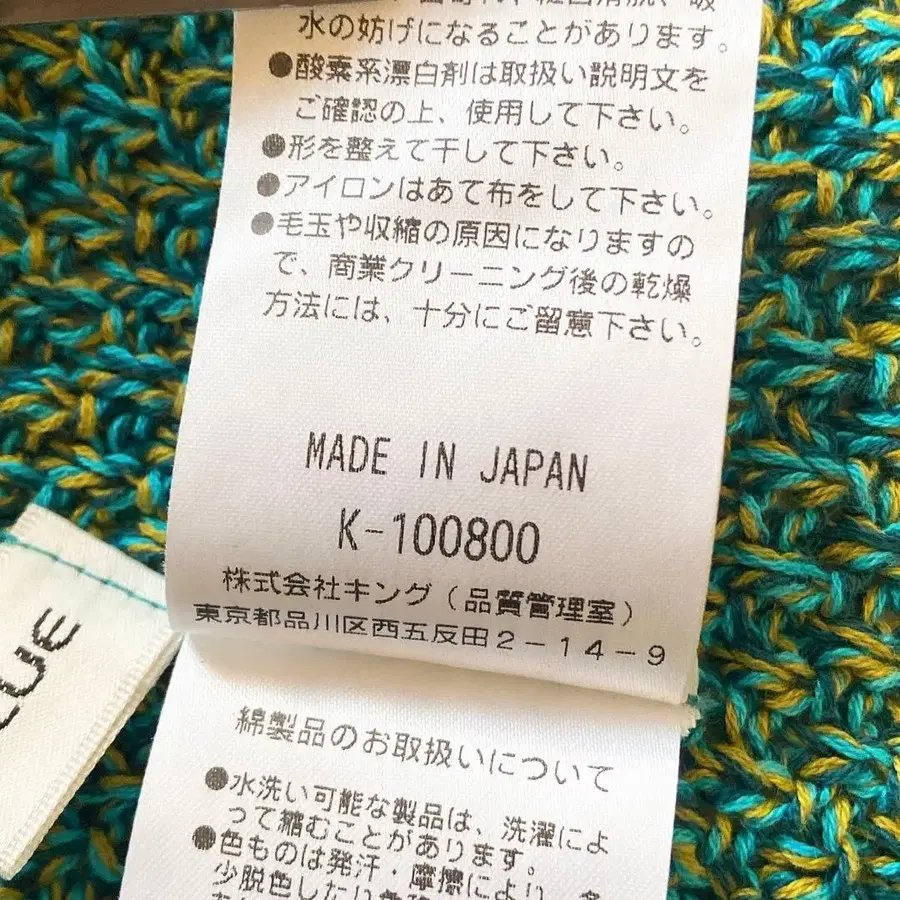 水の妨げになることがあります。
●酸素系漂白剤は取扱い説明文を
ご確認の上、使用して下さい。
●形を整えて干して下さい。
●アイロンはあて布をして下さい。
●毛玉や収縮の原因になりますの
で、商業クリーニング後の乾燥
方法には、十分にご留意下さい。
MADE IN JAPAN
K-100800
株式会社キング(品質管理室)
東京都品川区西五反田2-14-9
綿製品のお取扱いについて
●水洗い可能な製品は、洗濯によ
って縮むことがあります。
●色ものは発汗・摩擦により、多
少脱色したり